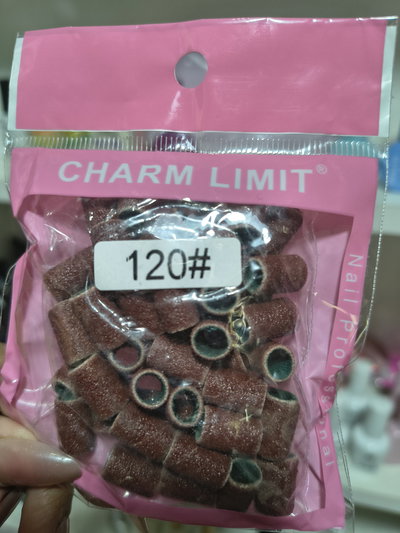 CHARM LIMIT®
120#
Nail Professional